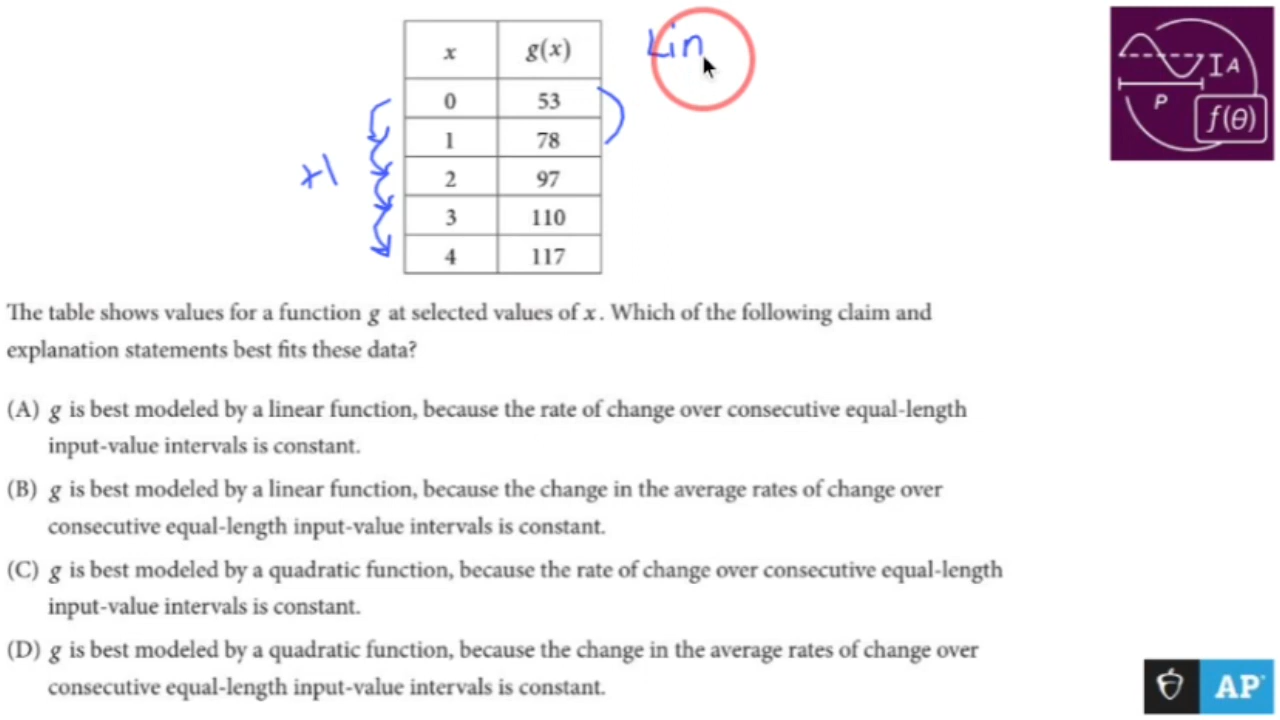 x g(x) Lin
0 53
1 78
2 97
3 110
4 117
+1
I A
P
f(θ)
The table shows values for a function g at selected values of x. Which of the following claim and
explanation statements best fits these data?
(A) g is best modeled by a linear function, because the rate of change over consecutive equal-length
input-value intervals is constant.
(B) g is best modeled by a linear function, because the change in the average rates of change over
consecutive equal-length input-value intervals is constant.
(C) g is best modeled by a quadratic function, because the rate of change over consecutive equal-length
input-value intervals is constant.
(D) g is best modeled by a quadratic function, because the change in the average rates of change over
consecutive equal-length input-value intervals is constant.
AP